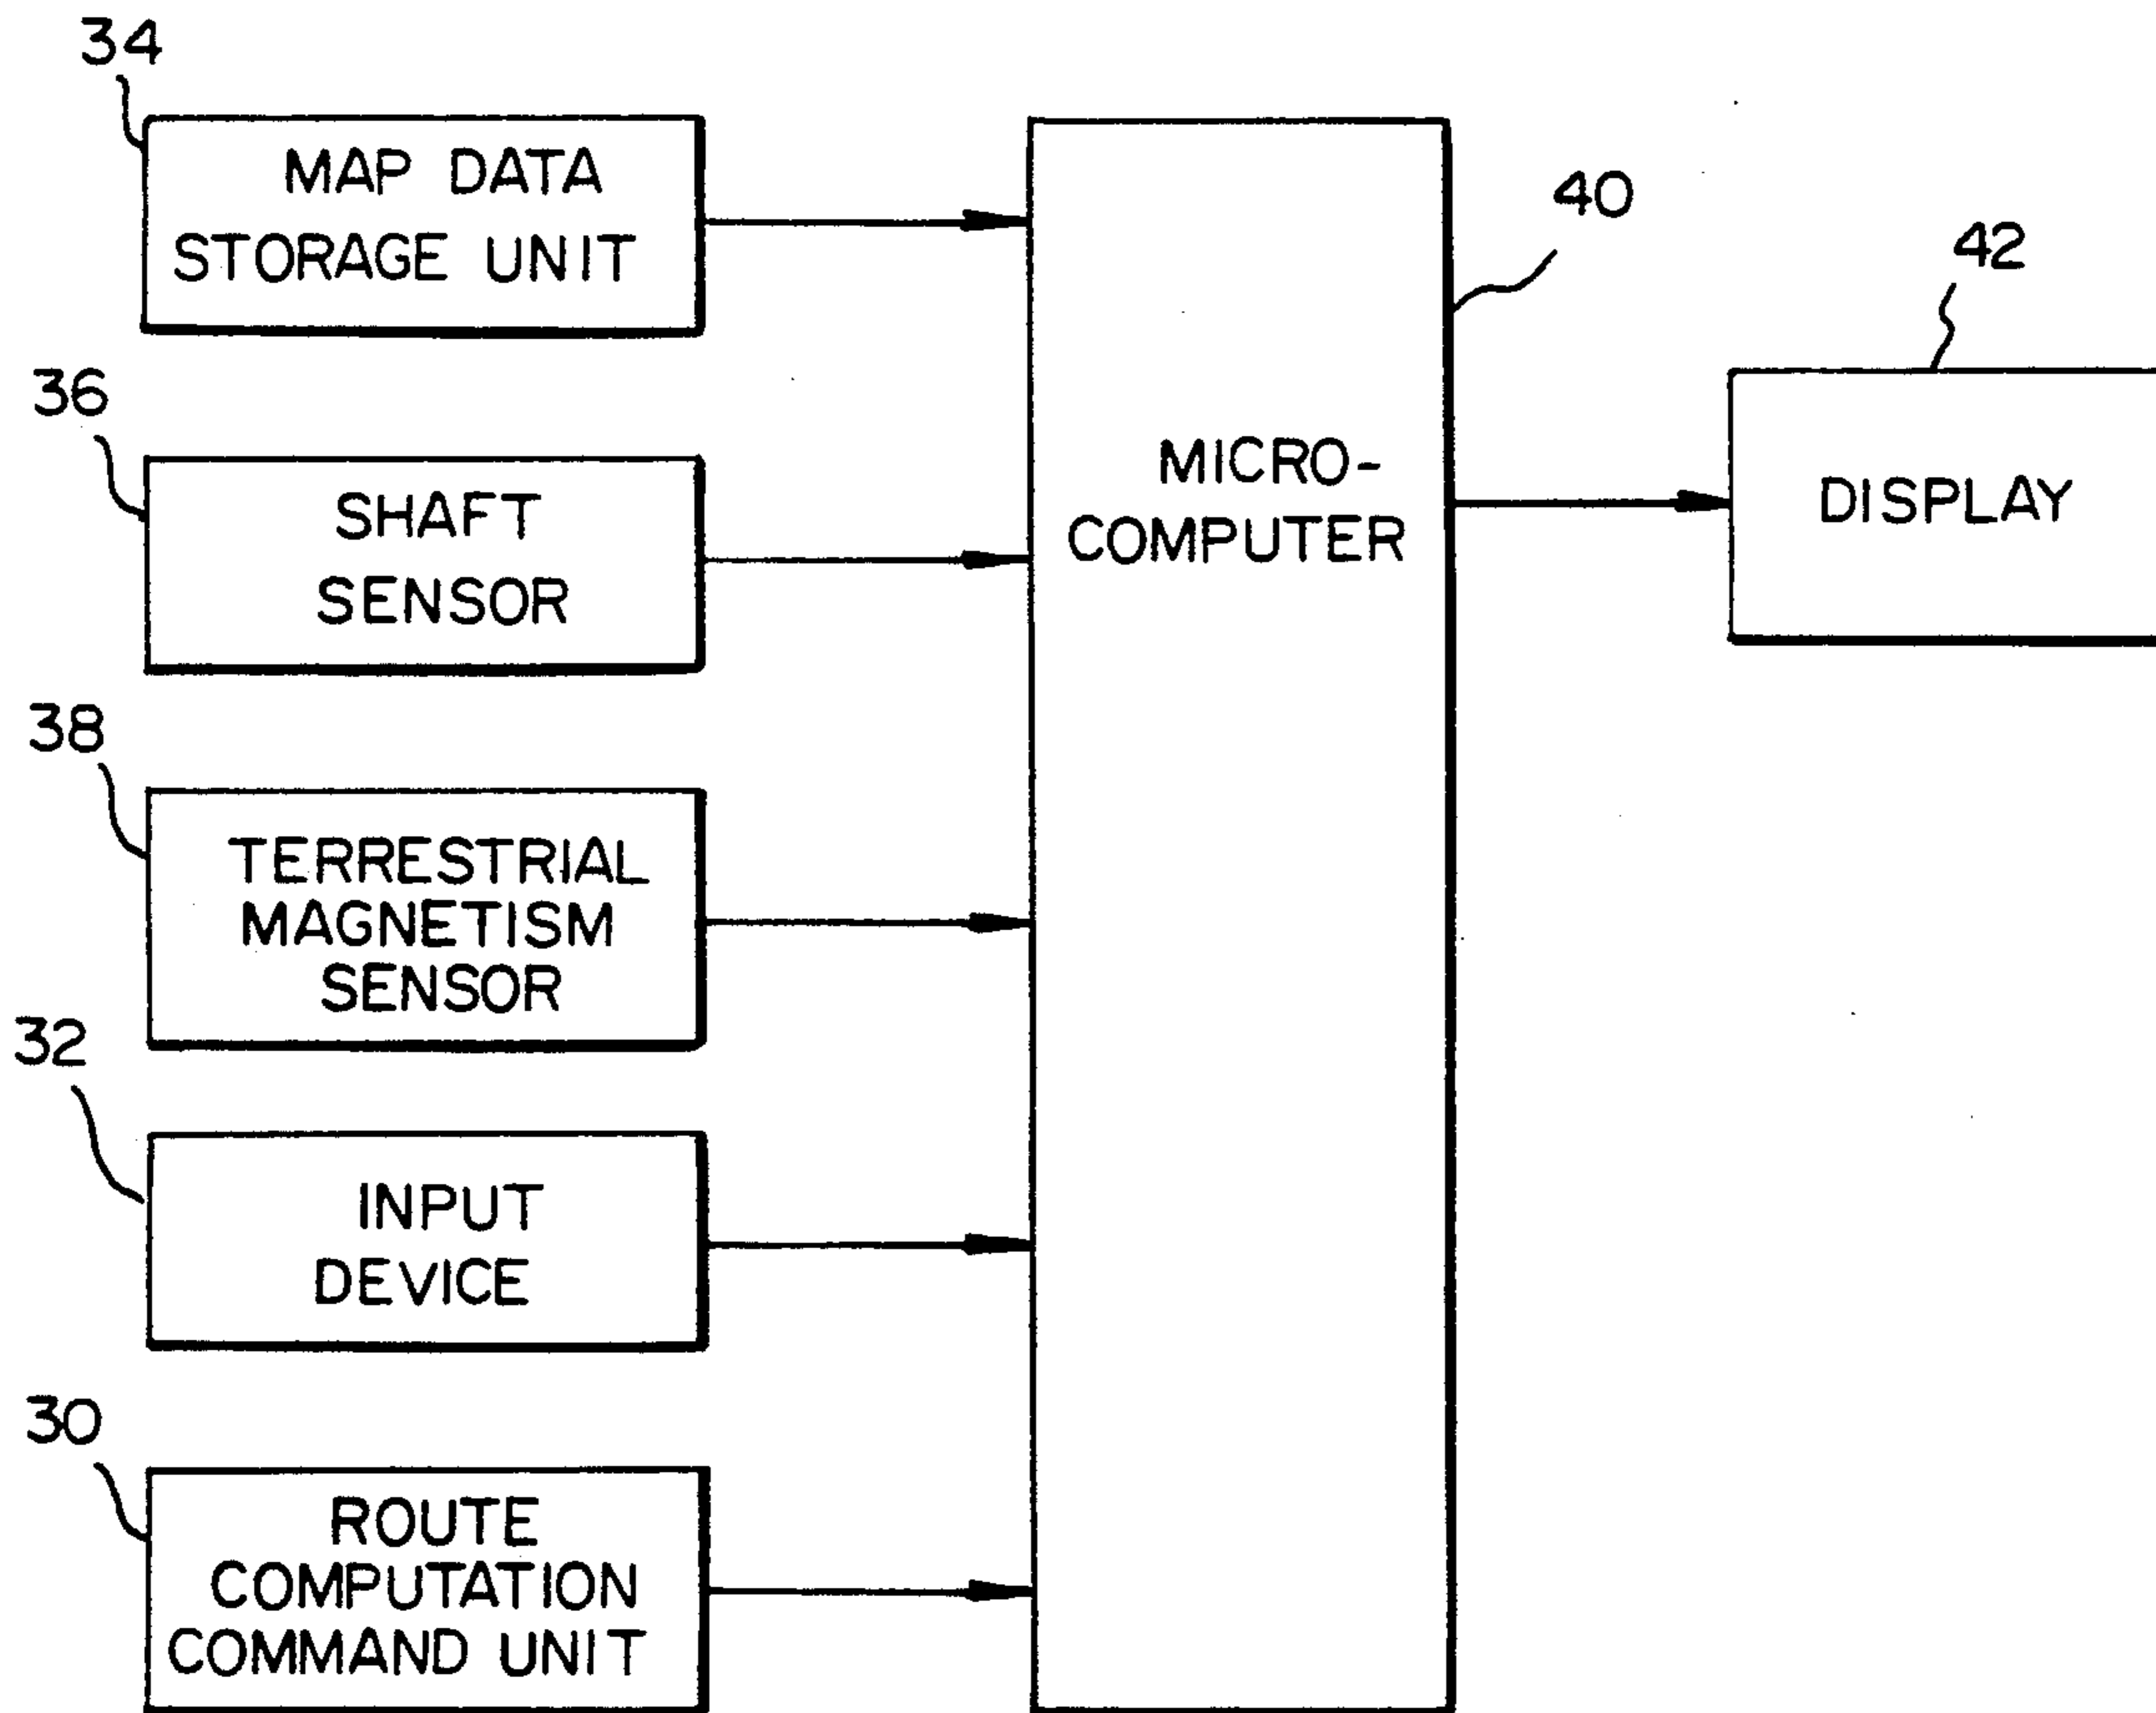 34
MAP DATA
STORAGE UNIT
36
SHAFT
SENSOR
38
TERRESTRIAL
MAGNETISM
SENSOR
32
INPUT
DEVICE
30
ROUTE
COMPUTATION
COMMAND UNIT
40
MICRO-
COMPUTER
42
DISPLAY